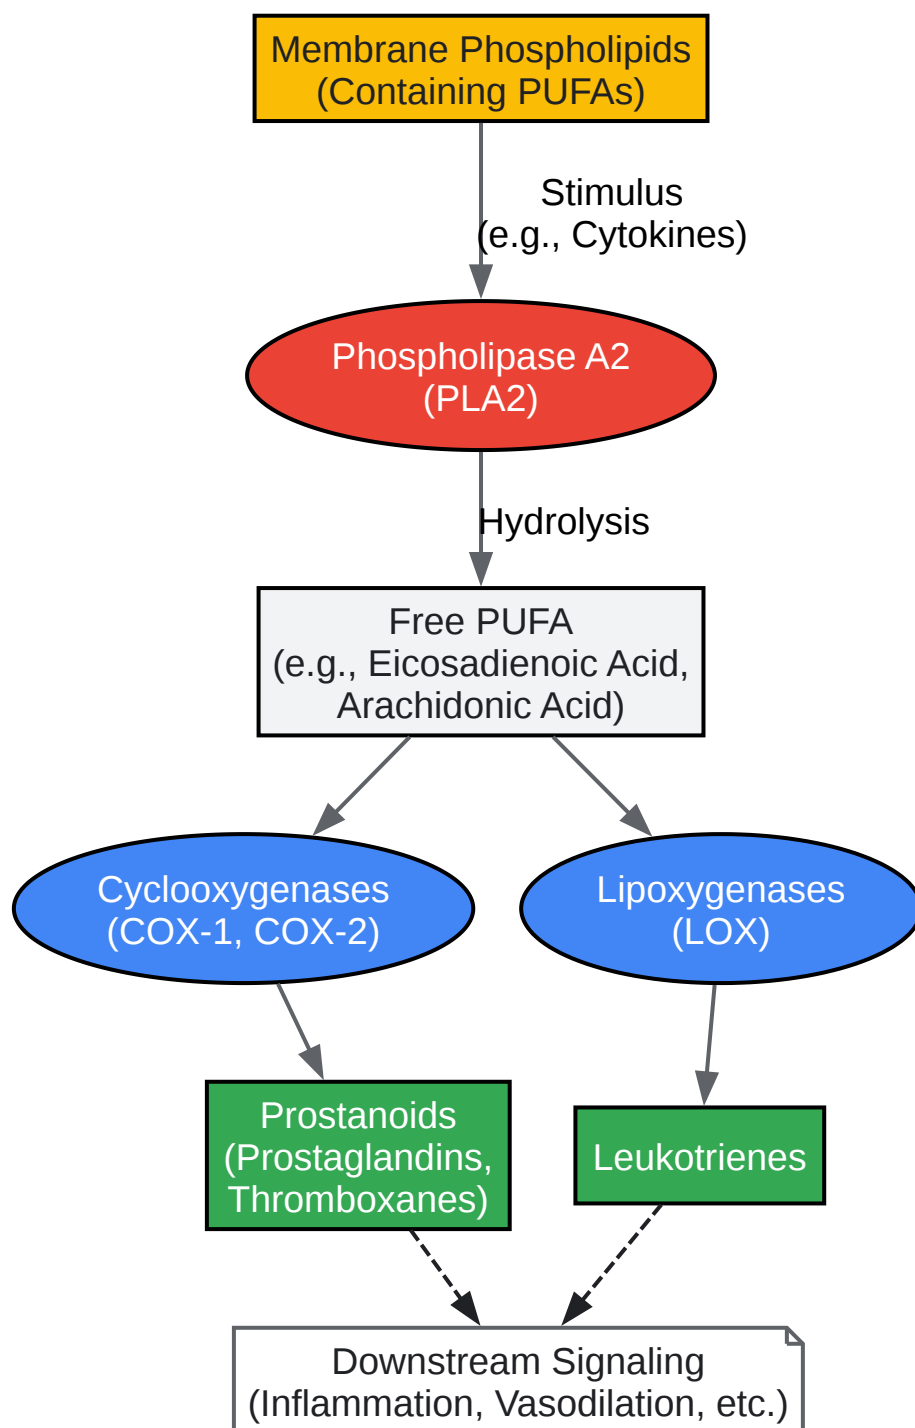 Membrane Phospholipids
(Containing PUFAs)
Stimulus
(e.g., Cytokines)
Phospholipase A2
(PLA2)
Hydrolysis
Free PUFA
(e.g., Eicosadienoic Acid,
Arachidonic Acid)
Cyclooxygenases
(COX-1, COX-2)
Lipoxygenases
(LOX)
Prostanoids
(Prostaglandins,
Thromboxanes)
Leukotrienes
Downstream Signaling
(Inflammation, Vasodilation, etc.)